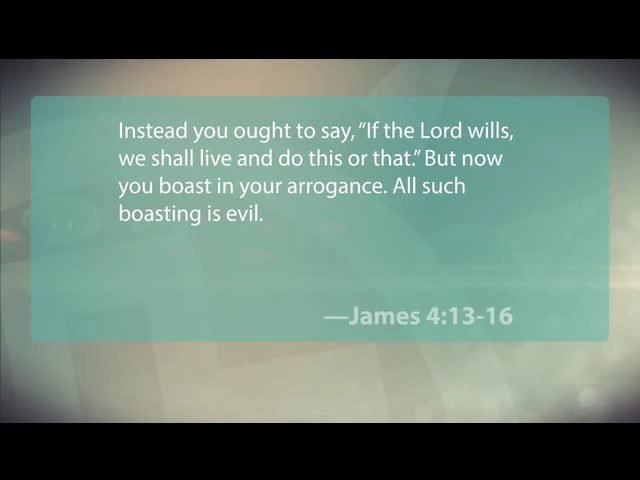 Instead you ought to say, “If the Lord wills,
we shall live and do this or that.” But now
you boast in your arrogance. All such
boasting is evil.
—James 4:13-16